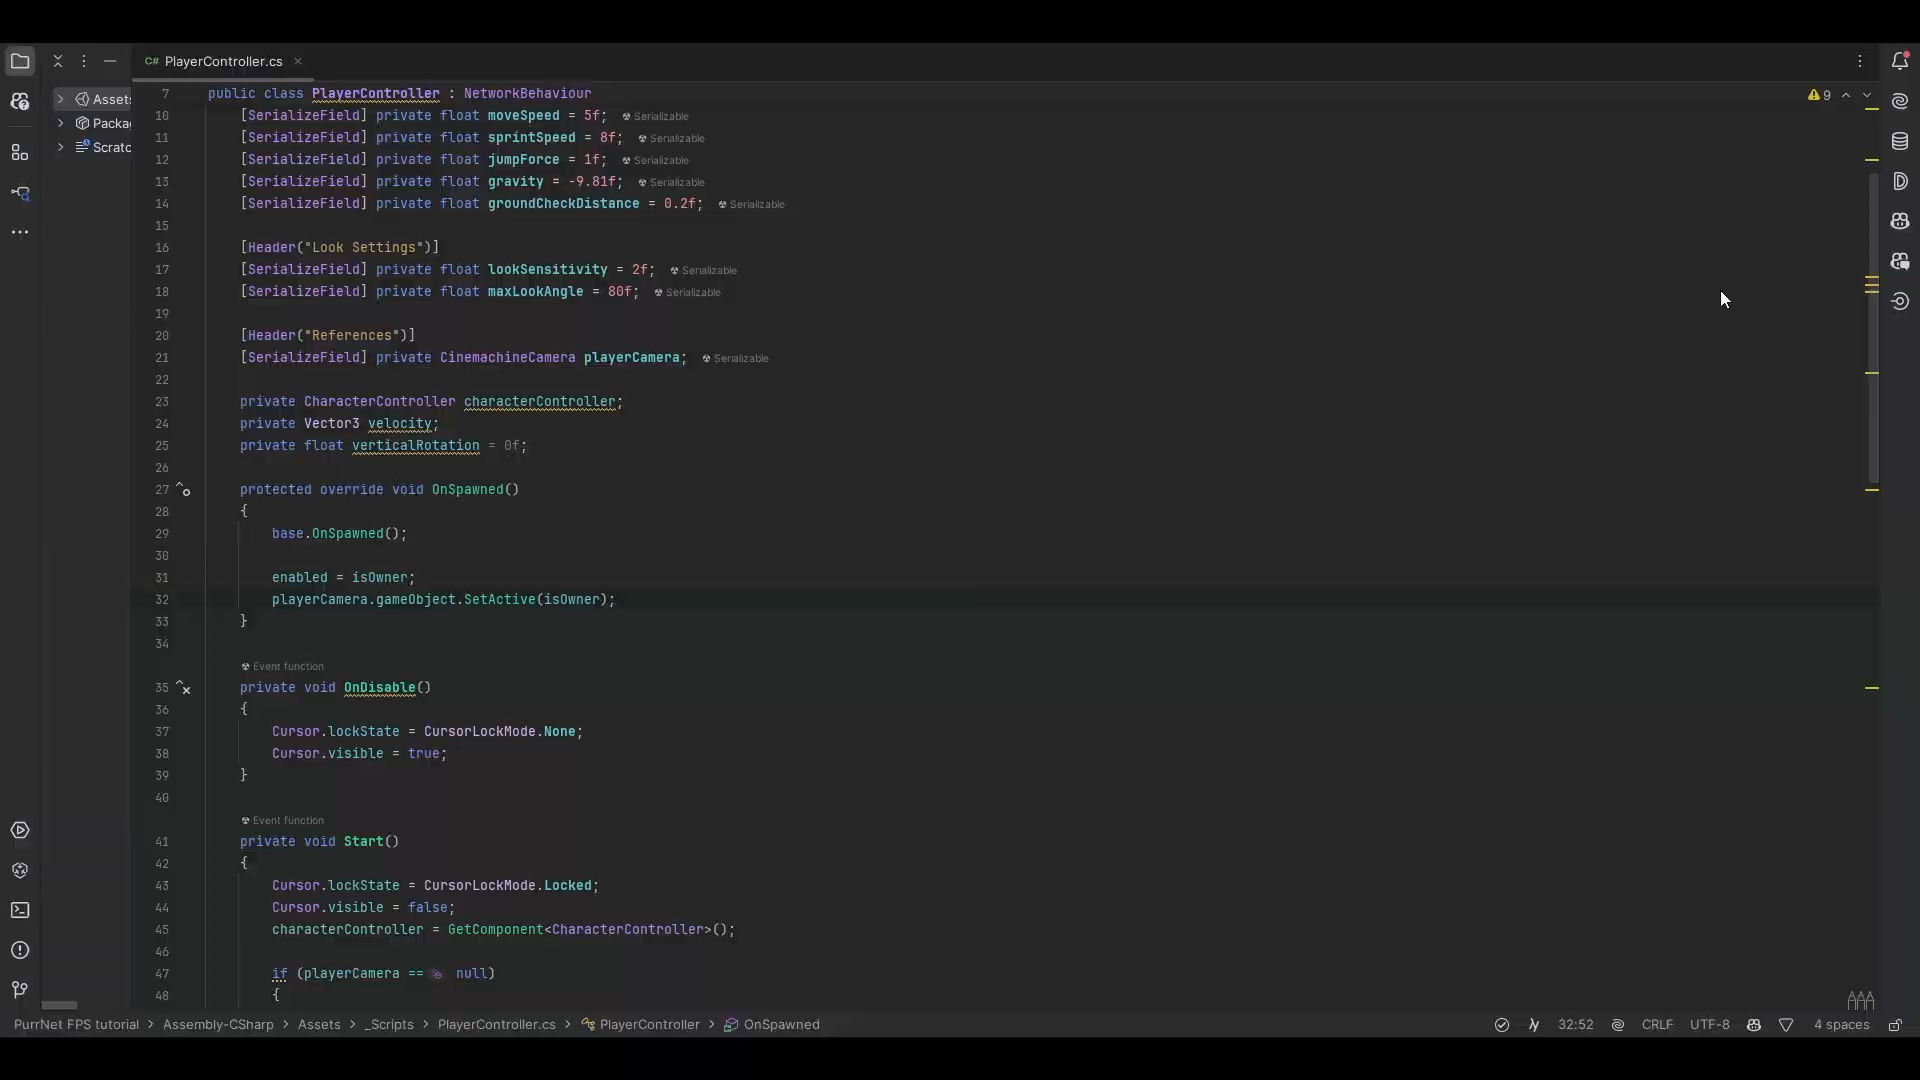 C# PlayerController.cs
Assets
Packa
Scratc
9
7 public class PlayerController : NetworkBehaviour
10 [SerializeField] private float moveSpeed = 5f; Serializable
11 [SerializeField] private float sprintSpeed = 8f; Serializable
12 [SerializeField] private float jumpForce = 1f; Serializable
13 [SerializeField] private float gravity = -9.81f; Serializable
14 [SerializeField] private float groundCheckDistance = 0.2f; Serializable
15
16 [Header("Look Settings")]
17 [SerializeField] private float lookSensitivity = 2f; Serializable
18 [SerializeField] private float maxLookAngle = 80f; Serializable
19
20 [Header("References")]
21 [SerializeField] private CinemachineCamera playerCamera; Serializable
22
23 private CharacterController characterController;
24 private Vector3 velocity;
25 private float verticalRotation = 0f;
26
27 protected override void OnSpawned()
28 {
29 base.OnSpawned();
30
31 enabled = isOwner;
32 playerCamera.gameObject.SetActive(isOwner);
33 }
34
Event function
35 private void OnDisable()
36 {
37 Cursor.lockState = CursorLockMode.None;
38 Cursor.visible = true;
39 }
40
Event function
41 private void Start()
42 {
43 Cursor.lockState = CursorLockMode.Locked;
44 Cursor.visible = false;
45 characterController = GetComponent<CharacterController>();
46
47 if (playerCamera == null)
48 {
PurrNet FPS tutorial > Assembly-CSharp > Assets > _Scripts > PlayerController.cs > PlayerController > OnSpawned
32:52 CRLF UTF-8 4 spaces